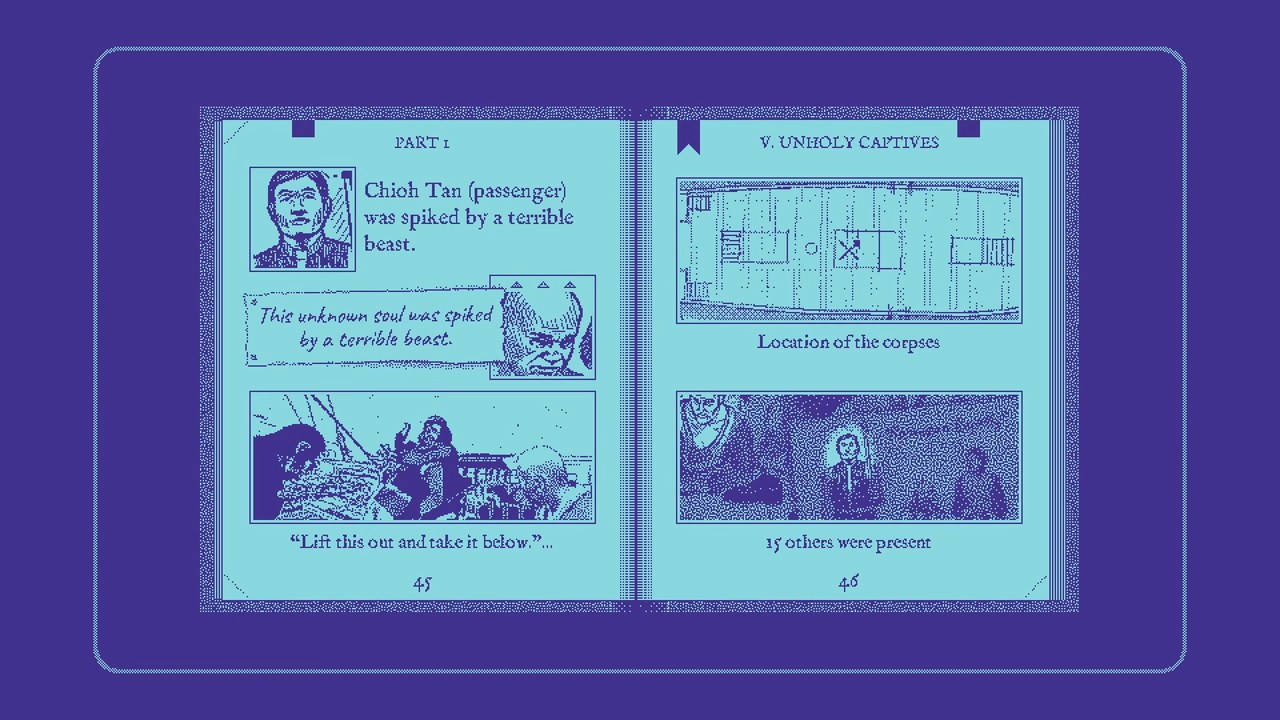 PART 1
Chioh Tan (passenger)
was spiked by a terrible
beast.
This unknown soul was spiked
by a terrible beast.
“Lift this out and take it below.”...
45
V. UNHOLY CAPTIVES
Location of the corpses
15 others were present
46